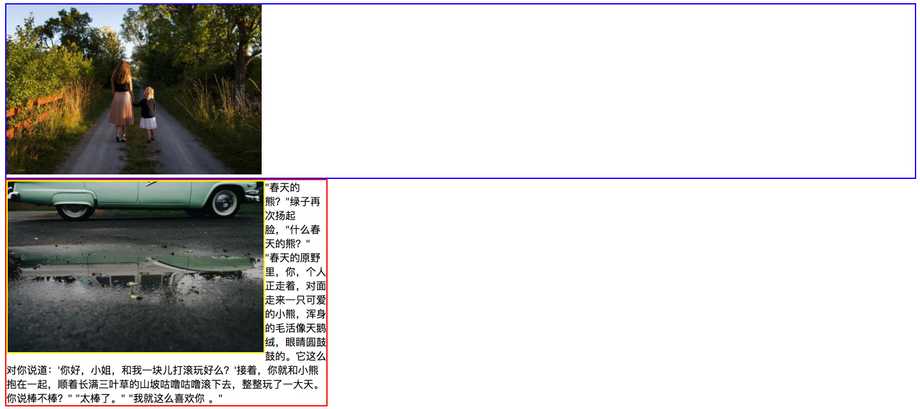 "春天的
熊？"绿子再
次扬起
脸，"什么春
天的熊？"
"春天的原野
里，你，个人
正走着，对面
走来一只可爱
的小熊，浑身
的毛活像天鹅
绒，眼睛圆鼓
鼓的。它这么
对你说道：'你好，小姐，和我一块儿打滚玩好么？'接着，你就和小熊
抱在一起，顺着长满三叶草的山坡咕噜咕噜滚下去，整整玩了一大天。
你说棒不棒？" "太棒了。" "我就这么喜欢你 。"